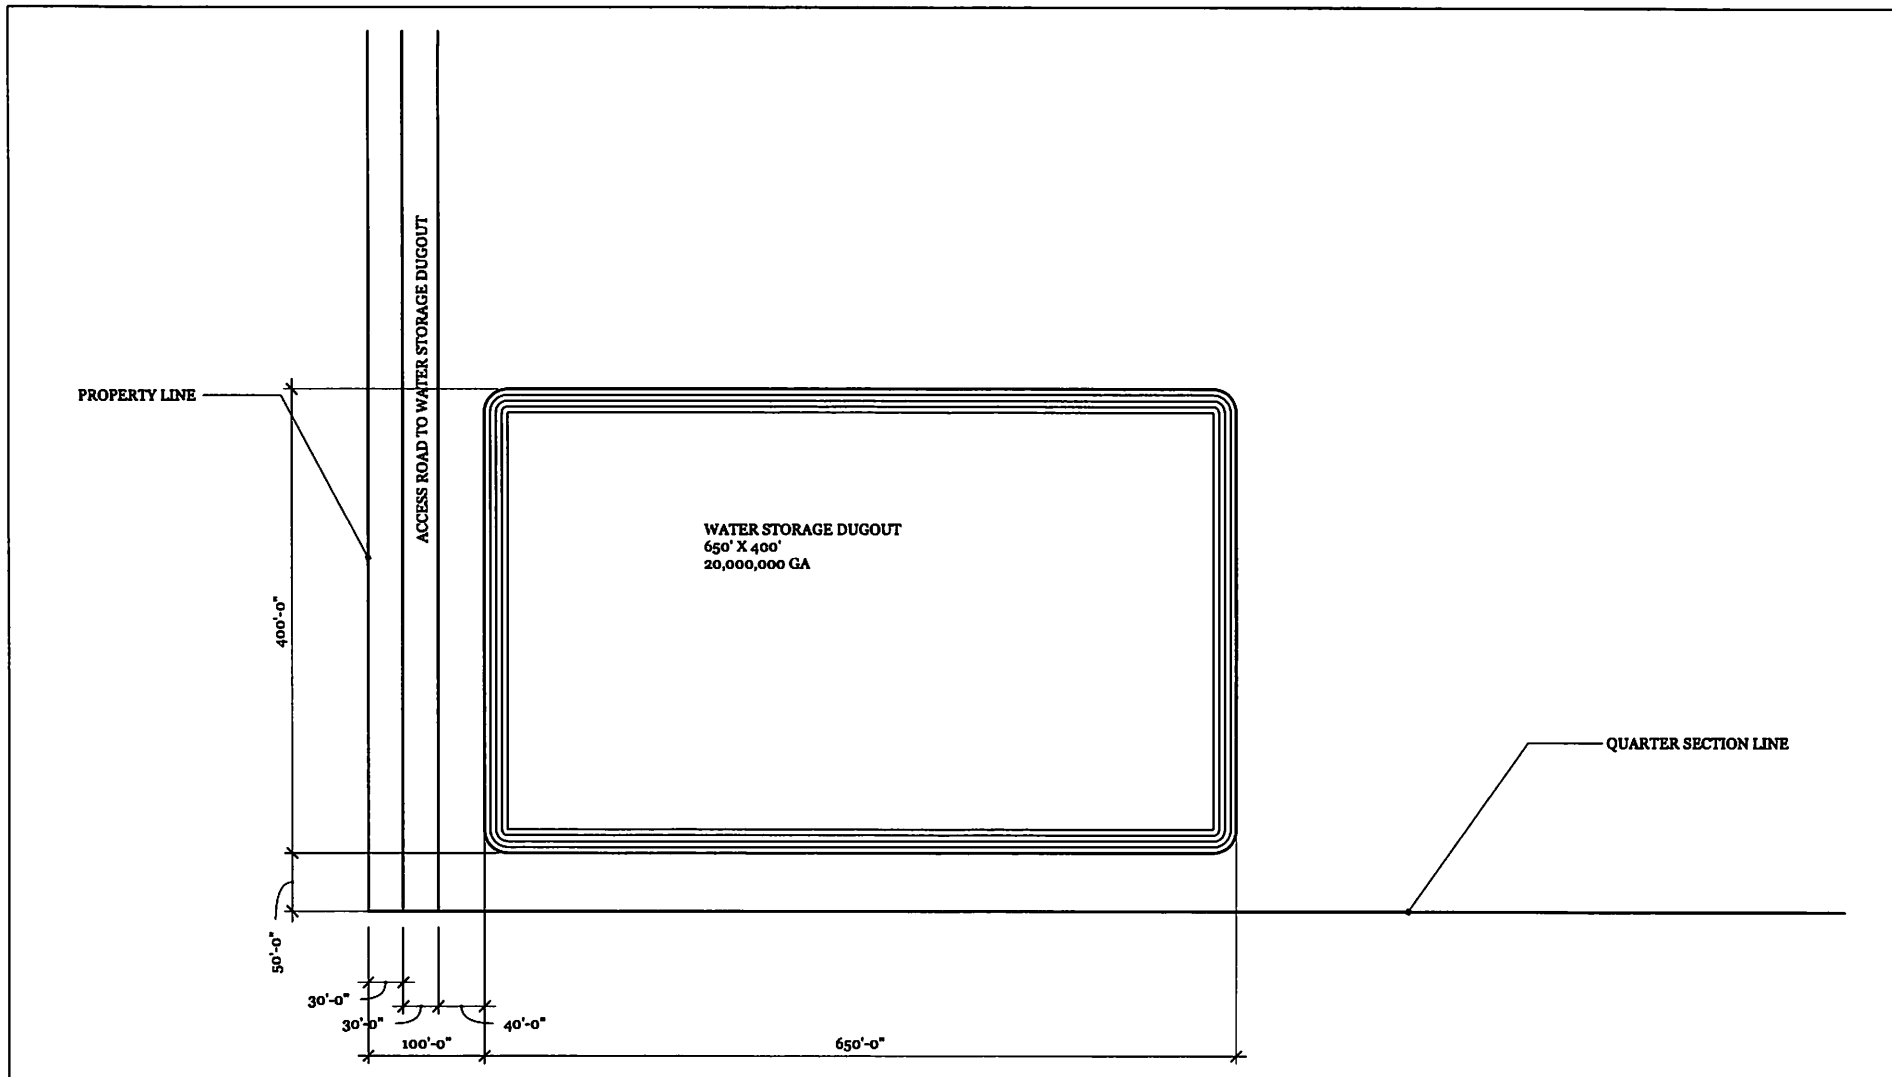 ACCESS ROAD TO WATER STORAGE DUGOUT
PROPERTY LINE
WATER STORAGE DUGOUT
650' X 400'
20,000,000 GA
400'-0"
QUARTER SECTION LINE
50'-0"
30'-0"
30'-0"
40'-0"
100'-0"
650'-0"